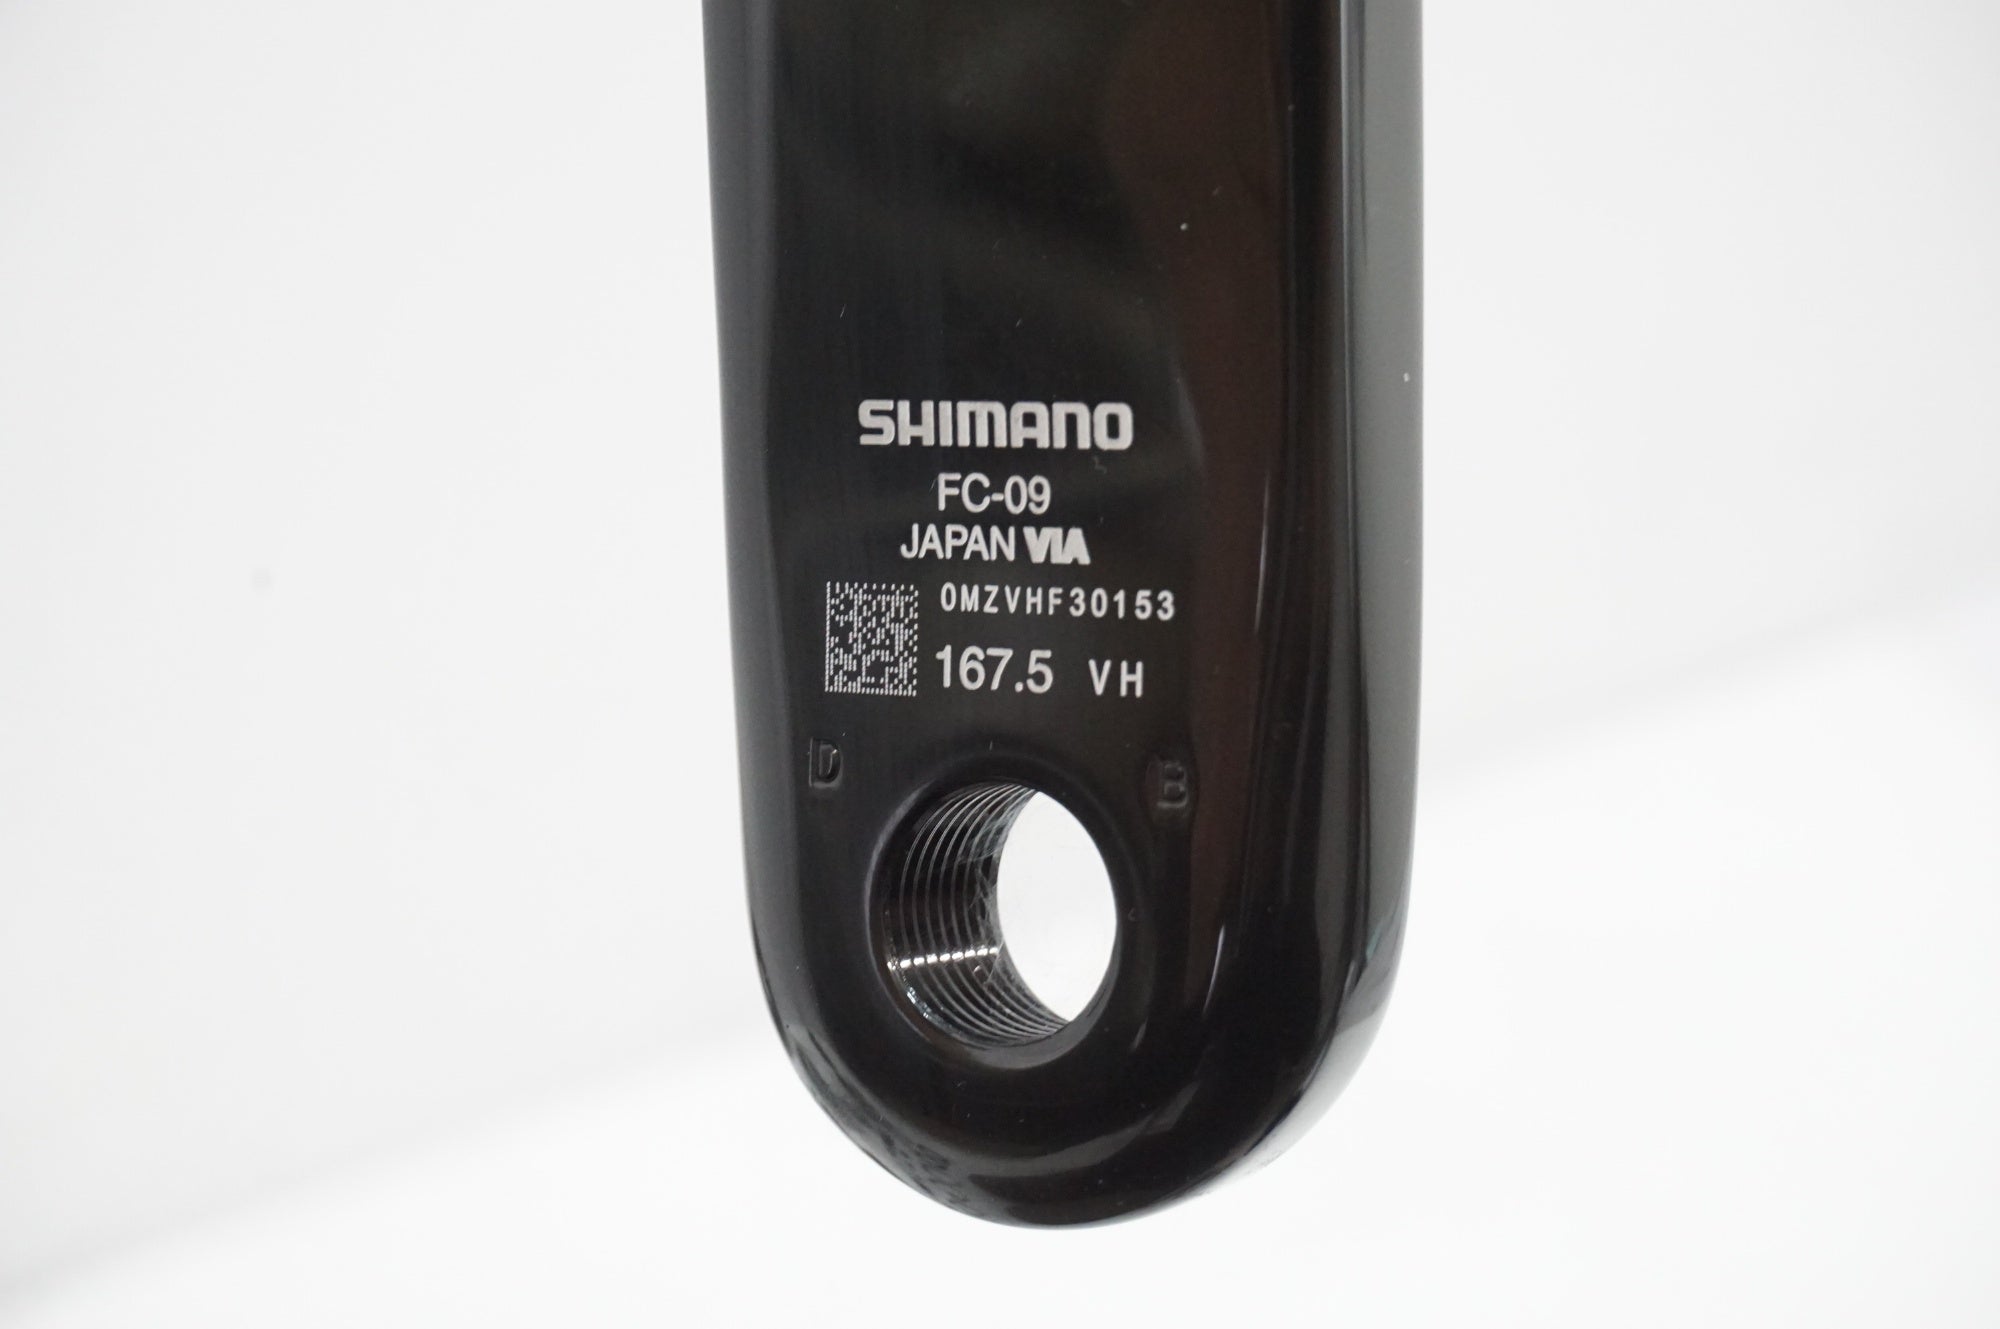 SHIMANO
FC-09
JAPAN VIA
0MZVHF30153
167.5 VH
D B